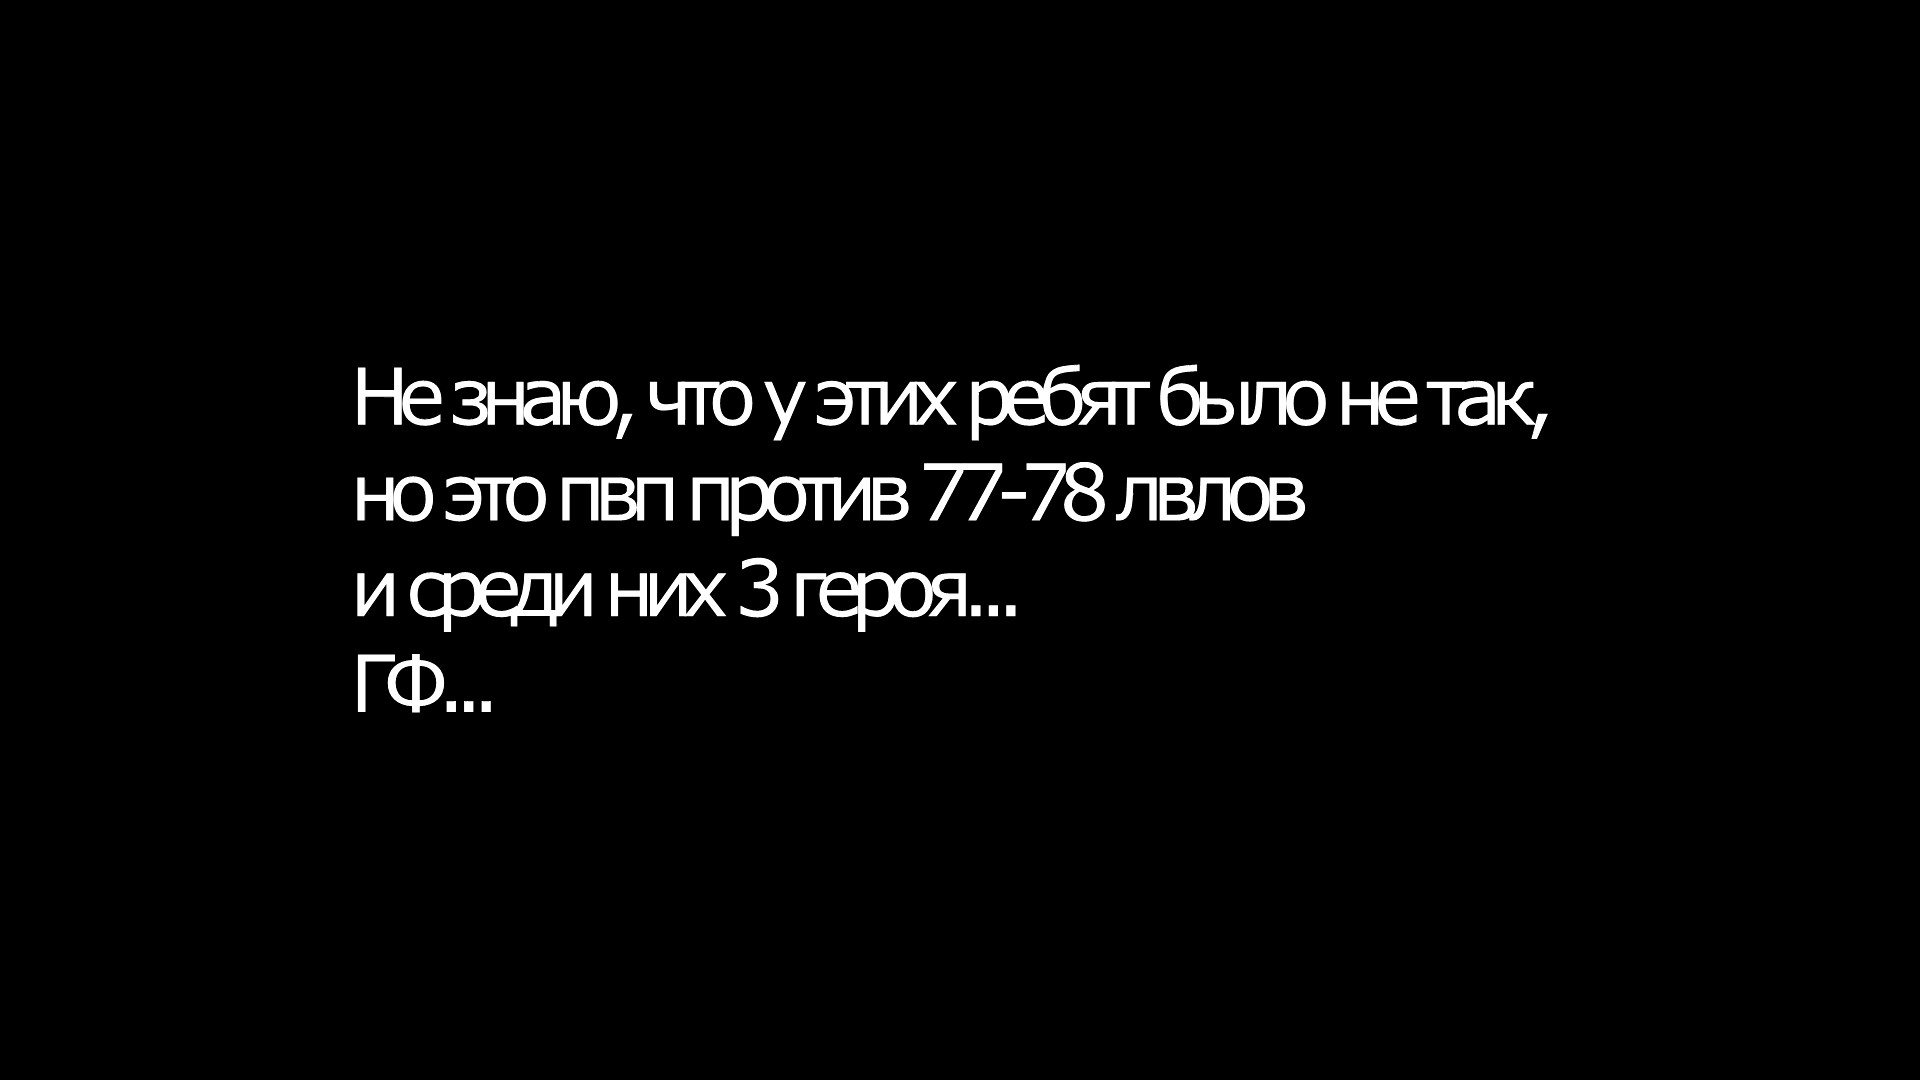 Не знаю, что у этих ребят было не так,
но это пвп против 77-78 лвлов
и среди них 3 героя...
ГФ...